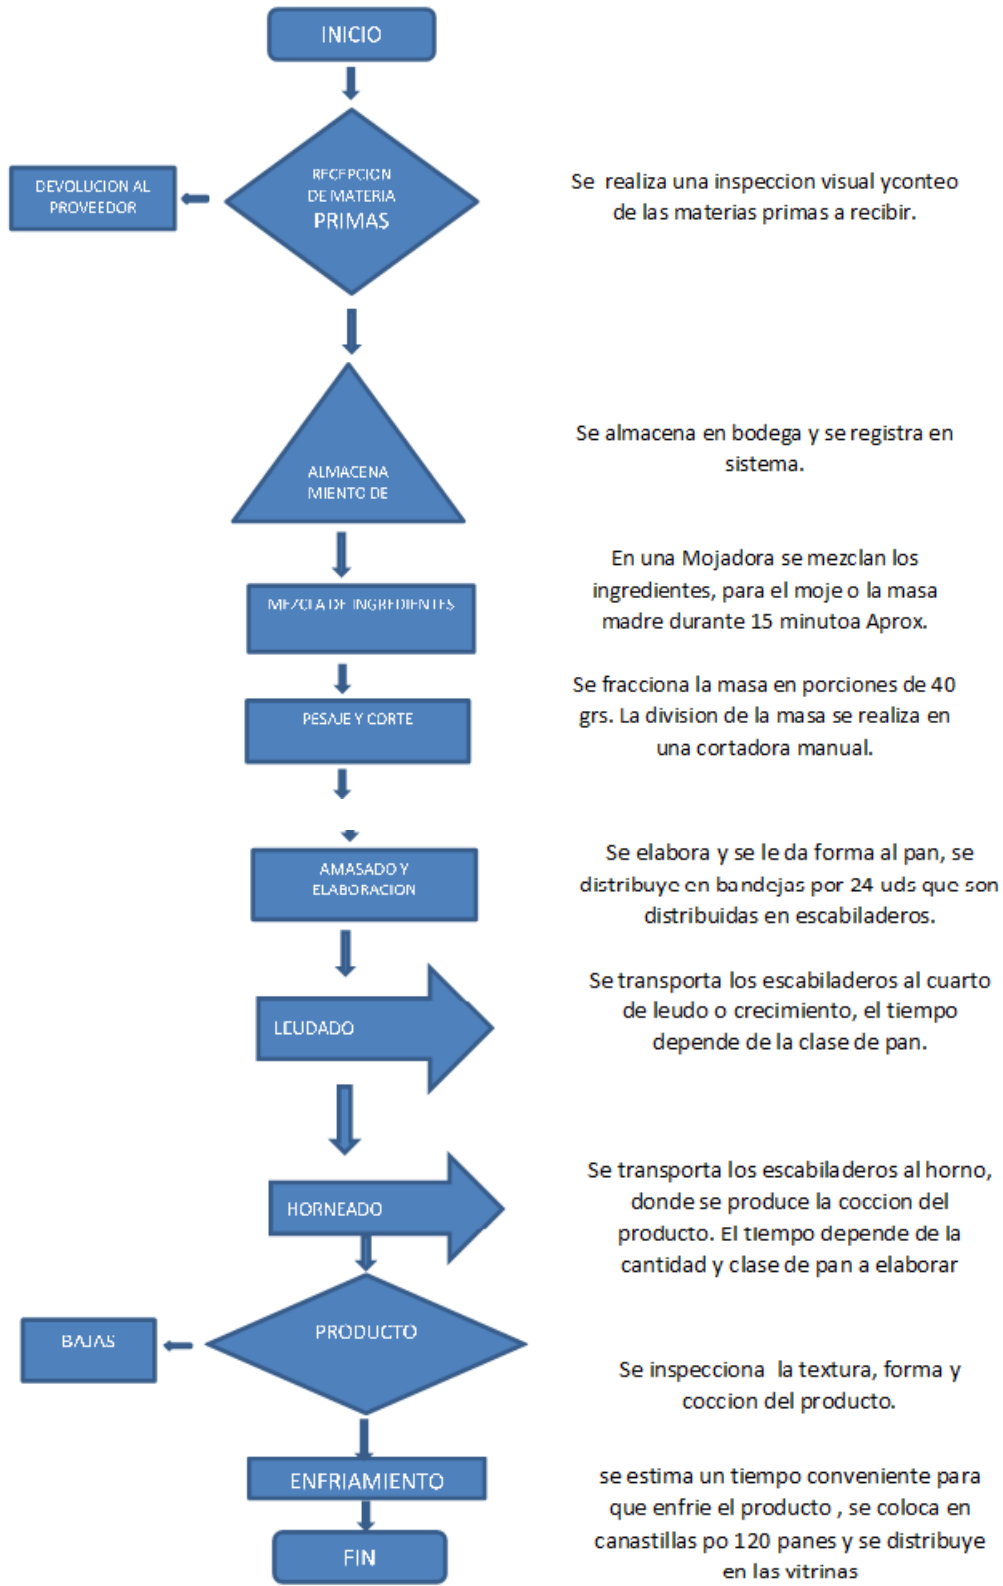 INICIO
RECEPCION
DE MATERIA
PRIMAS
DEVOLUCION AL
PROVEEDOR
Se realiza una inspeccion visual yconteo
de las materias primas a recibir.
ALMACENA
MIENTO DE
Se almacena en bodega y se registra en
sistema.
MEZCLA DE INGREDIENTES
En una Mojadora se mezclan los
ingredientes, para el moje o la masa
madre durante 15 minutoa Aprox.
PESAJE Y CORTE
Se fracciona la masa en porciones de 40
grs. La division de la masa se realiza en
una cortadora manual.
AMASADO Y
ELABORACION
Se elabora y se le da forma al pan, se
distribuye en bandejas por 24 uds que son
distribuidas en escabiladeros.
LEUDADO
Se transporta los escabiladeros al cuarto
de leudo o crecimiento, el tiempo
depende de la clase de pan.
HORNEADO
Se transporta los escabiladeros al horno,
donde se produce la coccion del
producto. El tiempo depende de la
cantidad y clase de pan a elaborar
PRODUCTO
BAJAS
Se inspecciona la textura, forma y
coccion del producto.
ENFRIAMIENTO
se estima un tiempo conveniente para
que enfrie el producto , se coloca en
canastillas po 120 panes y se distribuye
en las vitrinas
FIN